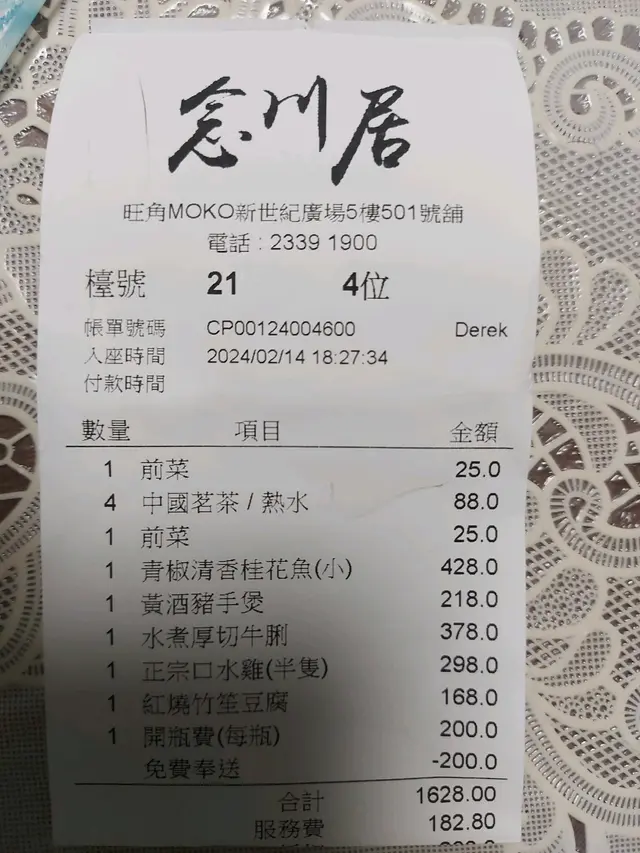 念川居
旺角MOKO新世紀廣場5樓501號舖
電話 : 2339 1900
檯號 21 4位
帳單號碼 CP00124004600 Derek
入座時間 2024/02/14 18:27:34
付款時間
數量 項目 金額
1 前菜 25.0
4 中國茗茶 / 熱水 88.0
1 前菜 25.0
1 青椒清香桂花魚(小) 428.0
1 黃酒豬手煲 218.0
1 水煮厚切牛脷 378.0
1 正宗口水雞(半隻) 298.0
1 紅燒竹笙豆腐 168.0
1 開瓶費(每瓶) 200.0
免費奉送 -200.0
合計 1628.00
服務費 182.80